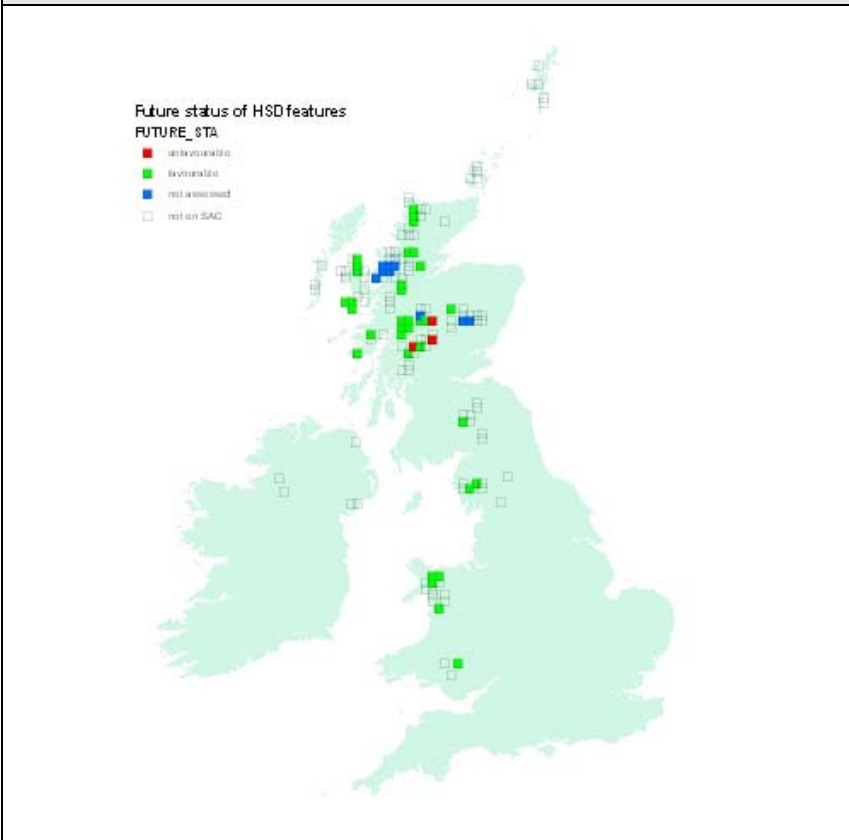 Future status of HSD features
FUTURE_STA
unfavourable
favourable
not assessed
not on SAC